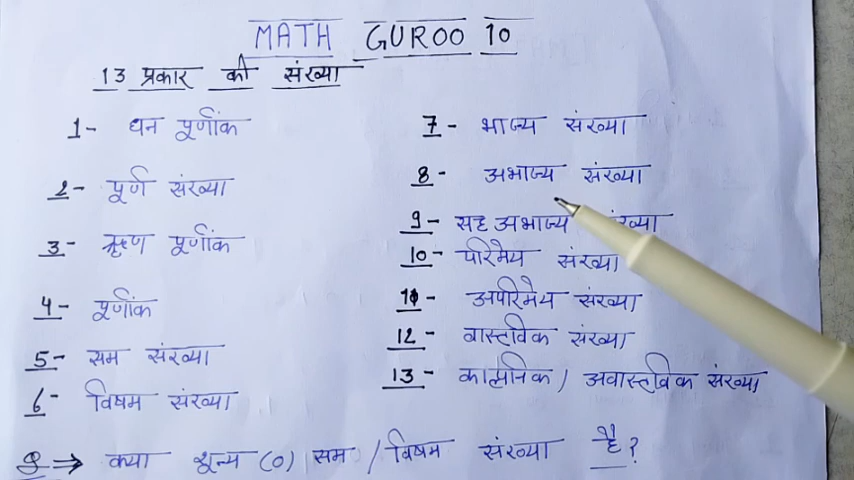 MATH GUROO 10
13 प्रकार की संख्या
1- धन पूर्णांक
2- पूर्ण संख्या
3- ऋण पूर्णांक
4- पूर्णांक
5- सम संख्या
6- विषम संख्या
7- भाज्य संख्या
8- अभाज्य संख्या
9- सह अभाज्य संख्या
10- परिमेय संख्या
11- अपरिमेय संख्या
12- वास्तविक संख्या
13- काल्पनिक / अवास्तविक संख्या
⇒ क्या शून्य (0) सम / विषम संख्या है?